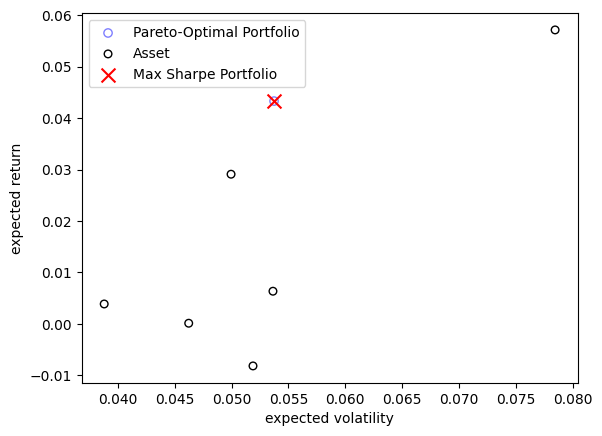 Pareto-Optimal Portfolio
Asset
Max Sharpe Portfolio
0.06
0.05
0.04
0.03
0.02
0.01
0.00
−0.01
expected return
0.040 0.045 0.050 0.055 0.060 0.065 0.070 0.075 0.080
expected volatility